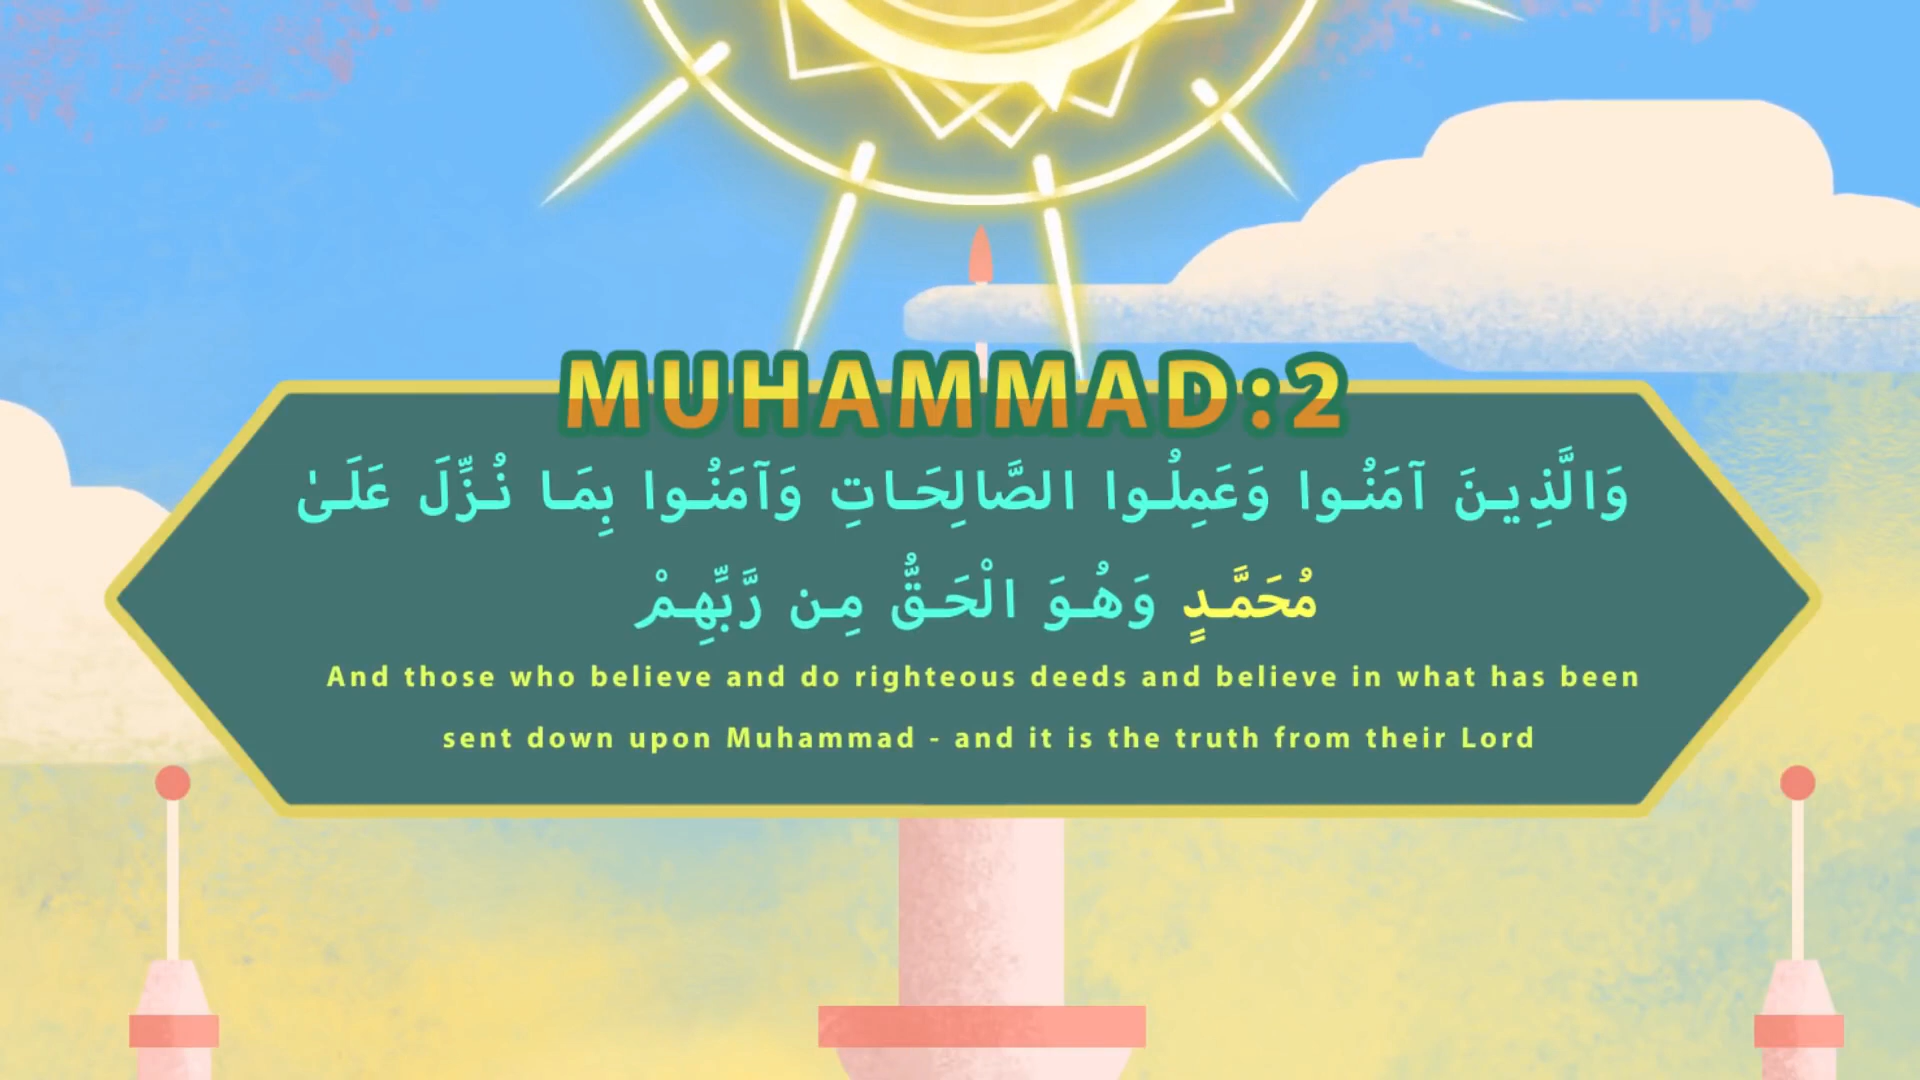 MUHAMMAD:2
وَالَّذِينَ آمَنُوا وَعَمِلُوا الصَّالِحَاتِ وَآمَنُوا بِمَا نُزِّلَ عَلَىٰ
مُحَمَّدٍ وَهُوَ الْحَقُّ مِن رَّبِّهِمْ
And those who believe and do righteous deeds and believe in what has been
sent down upon Muhammad - and it is the truth from their Lord